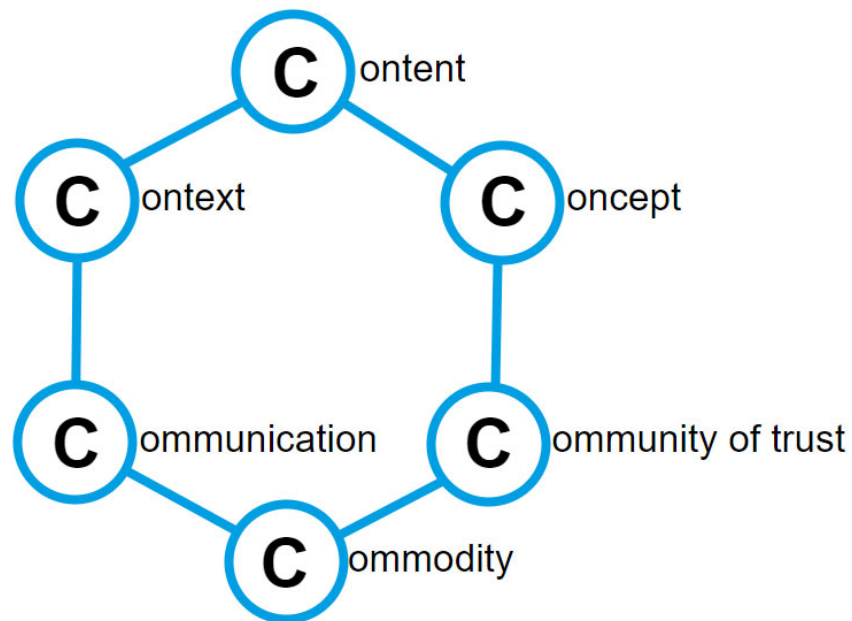 Content
Context
Concept
Communication
Community of trust
Commodity